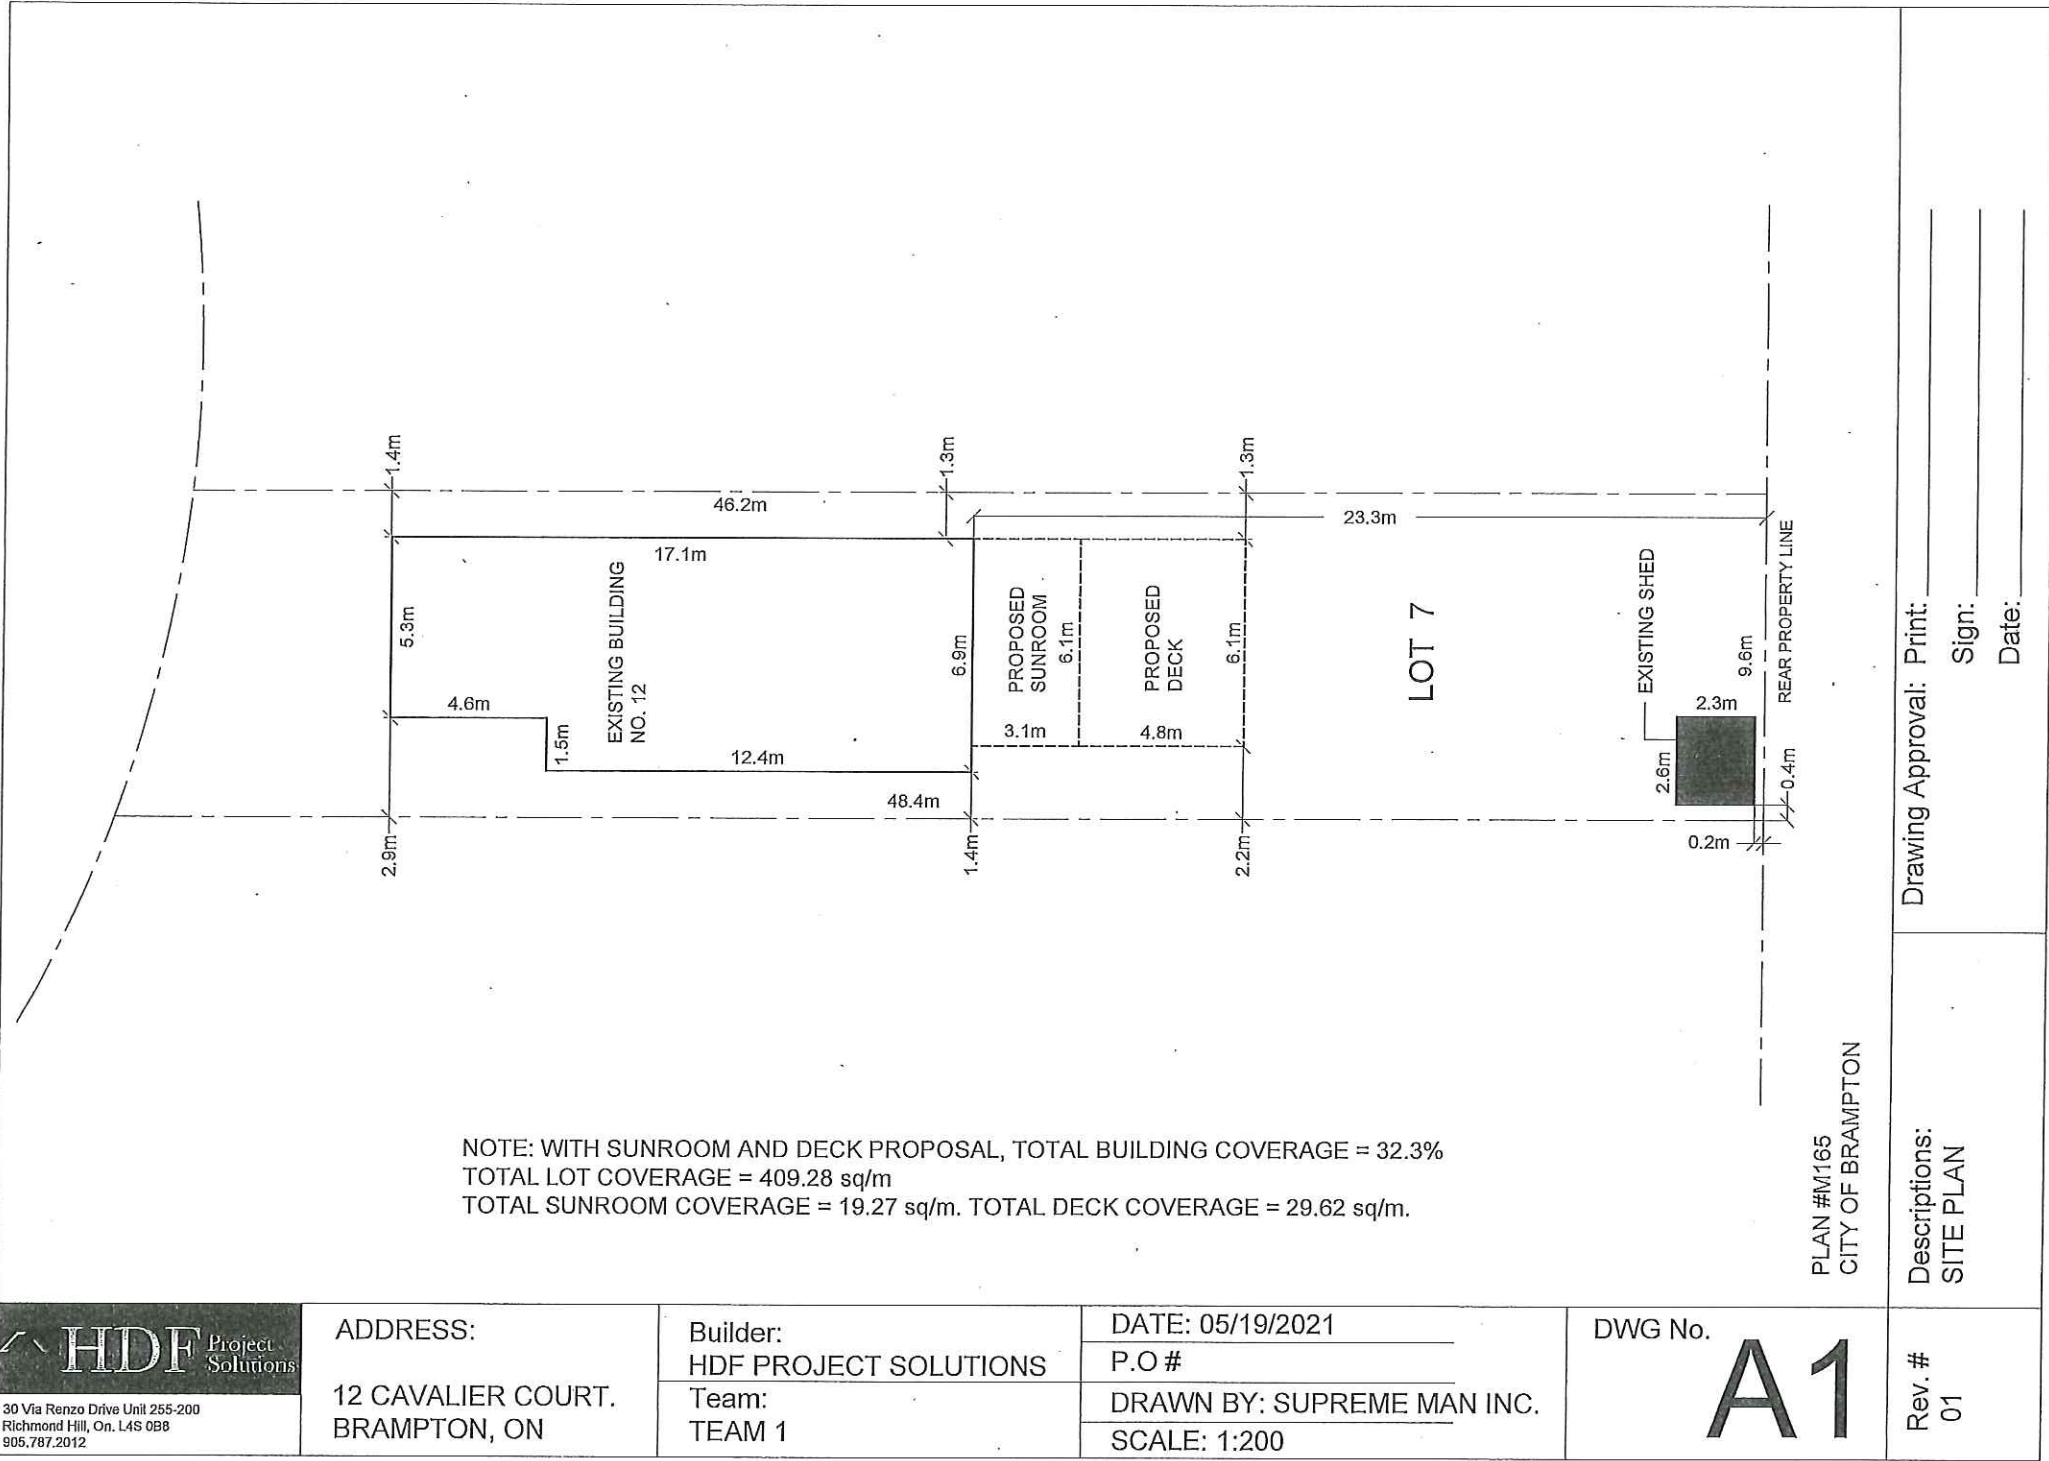 1.4m
1.3m
1.3m
46.2m
23.3m
17.1m
5.3m
EXISTING BUILDING
NO. 12
4.6m
1.5m
12.4m
6.9m
48.4m
PROPOSED
SUNROOM
6.1m
3.1m
PROPOSED
DECK
6.1m
4.8m
LOT 7
EXISTING SHED
2.3m
2.6m
9.6m
REAR PROPERTY LINE
0.4m
0.2m
2.9m
1.4m
2.2m
NOTE: WITH SUNROOM AND DECK PROPOSAL, TOTAL BUILDING COVERAGE = 32.3%
TOTAL LOT COVERAGE = 409.28 sq/m
TOTAL SUNROOM COVERAGE = 19.27 sq/m. TOTAL DECK COVERAGE = 29.62 sq/m.
PLAN #M165
CITY OF BRAMPTON
Drawing Approval: Print:
Sign:
Date:
Descriptions:
SITE PLAN
Rev. #
01
HDF Project
Solutions
30 Via Renzo Drive Unit 255-200
Richmond Hill, On. L4S 0B8
905.787.2012
ADDRESS:
12 CAVALIER COURT.
BRAMPTON, ON
Builder:
HDF PROJECT SOLUTIONS
Team:
TEAM 1
DATE: 05/19/2021
P.O #
DRAWN BY: SUPREME MAN INC.
SCALE: 1:200
DWG No.
A1